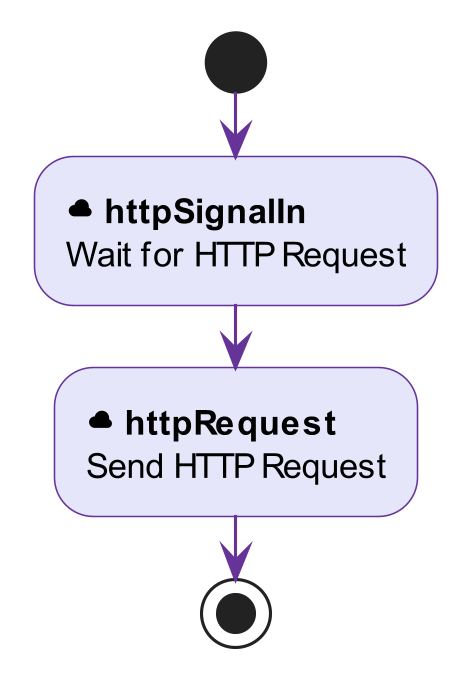 httpSignalIn
Wait for HTTP Request
httpRequest
Send HTTP Request